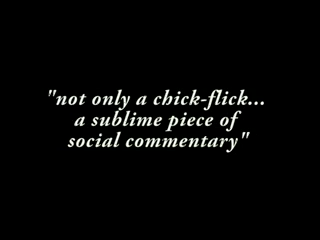 "not only a chick-flick...
a sublime piece of
social commentary"